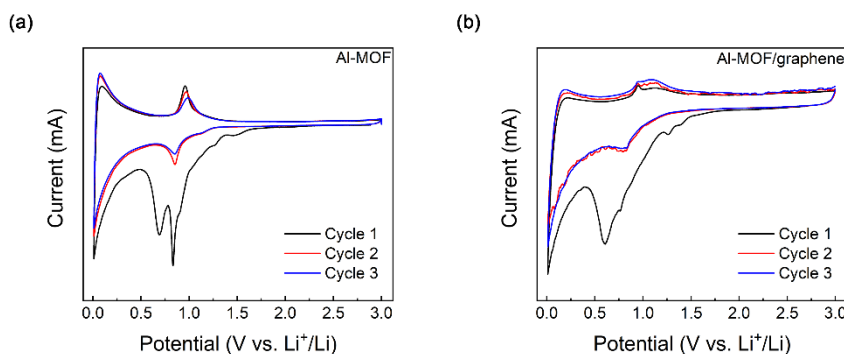 (a)
Al-MOF
Current (mA)
Cycle 1
Cycle 2
Cycle 3
0.0 0.5 1.0 1.5 2.0 2.5 3.0
Potential (V vs. Li⁺/Li)
(b)
Al-MOF/graphene
Current (mA)
Cycle 1
Cycle 2
Cycle 3
0.0 0.5 1.0 1.5 2.0 2.5 3.0
Potential (V vs. Li⁺/Li)